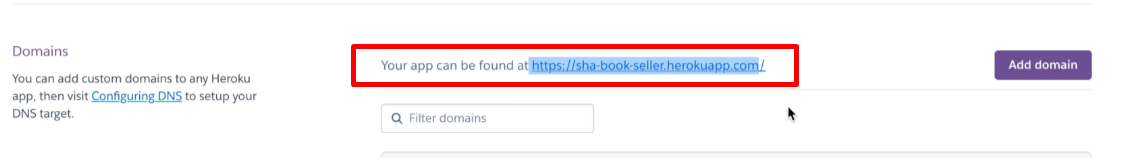 Domains
You can add custom domains to any Heroku
app, then visit Configuring DNS to setup your
DNS target.
Your app can be found at https://sha-book-seller.herokuapp.com/
Add domain
Filter domains